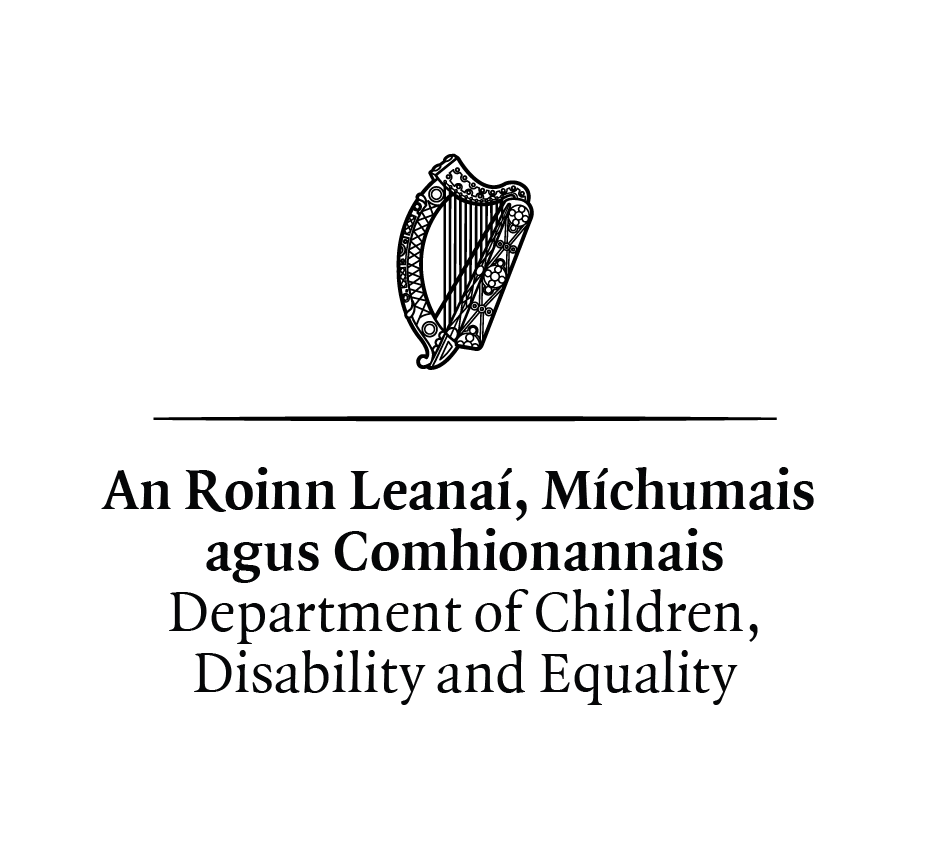 An Roinn Leanaí, Míchumais
agus Comhionannais
Department of Children,
Disability and Equality